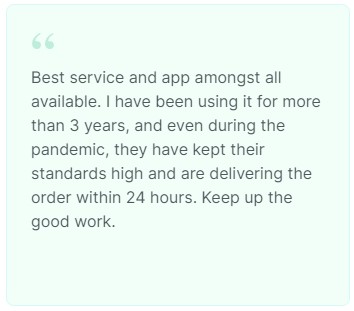 “
Best service and app amongst all
available. I have been using it for more
than 3 years, and even during the
pandemic, they have kept their
standards high and are delivering the
order within 24 hours. Keep up the
good work.